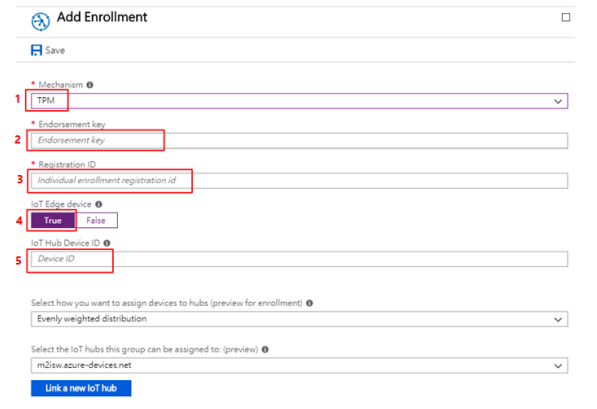 Add Enrollment
Save
* Mechanism
1 TPM
* Endorsement key
2 Endorsement key
* Registration ID
3 Individual enrollment registration id
IoT Edge device
4 True False
IoT Hub Device ID
5 Device ID
Select how you want to assign devices to hubs (preview for enrollment)
Evenly weighted distribution
Select the IoT hubs this group can be assigned to: (preview)
m2isw.azure-devices.net
Link a new IoT hub